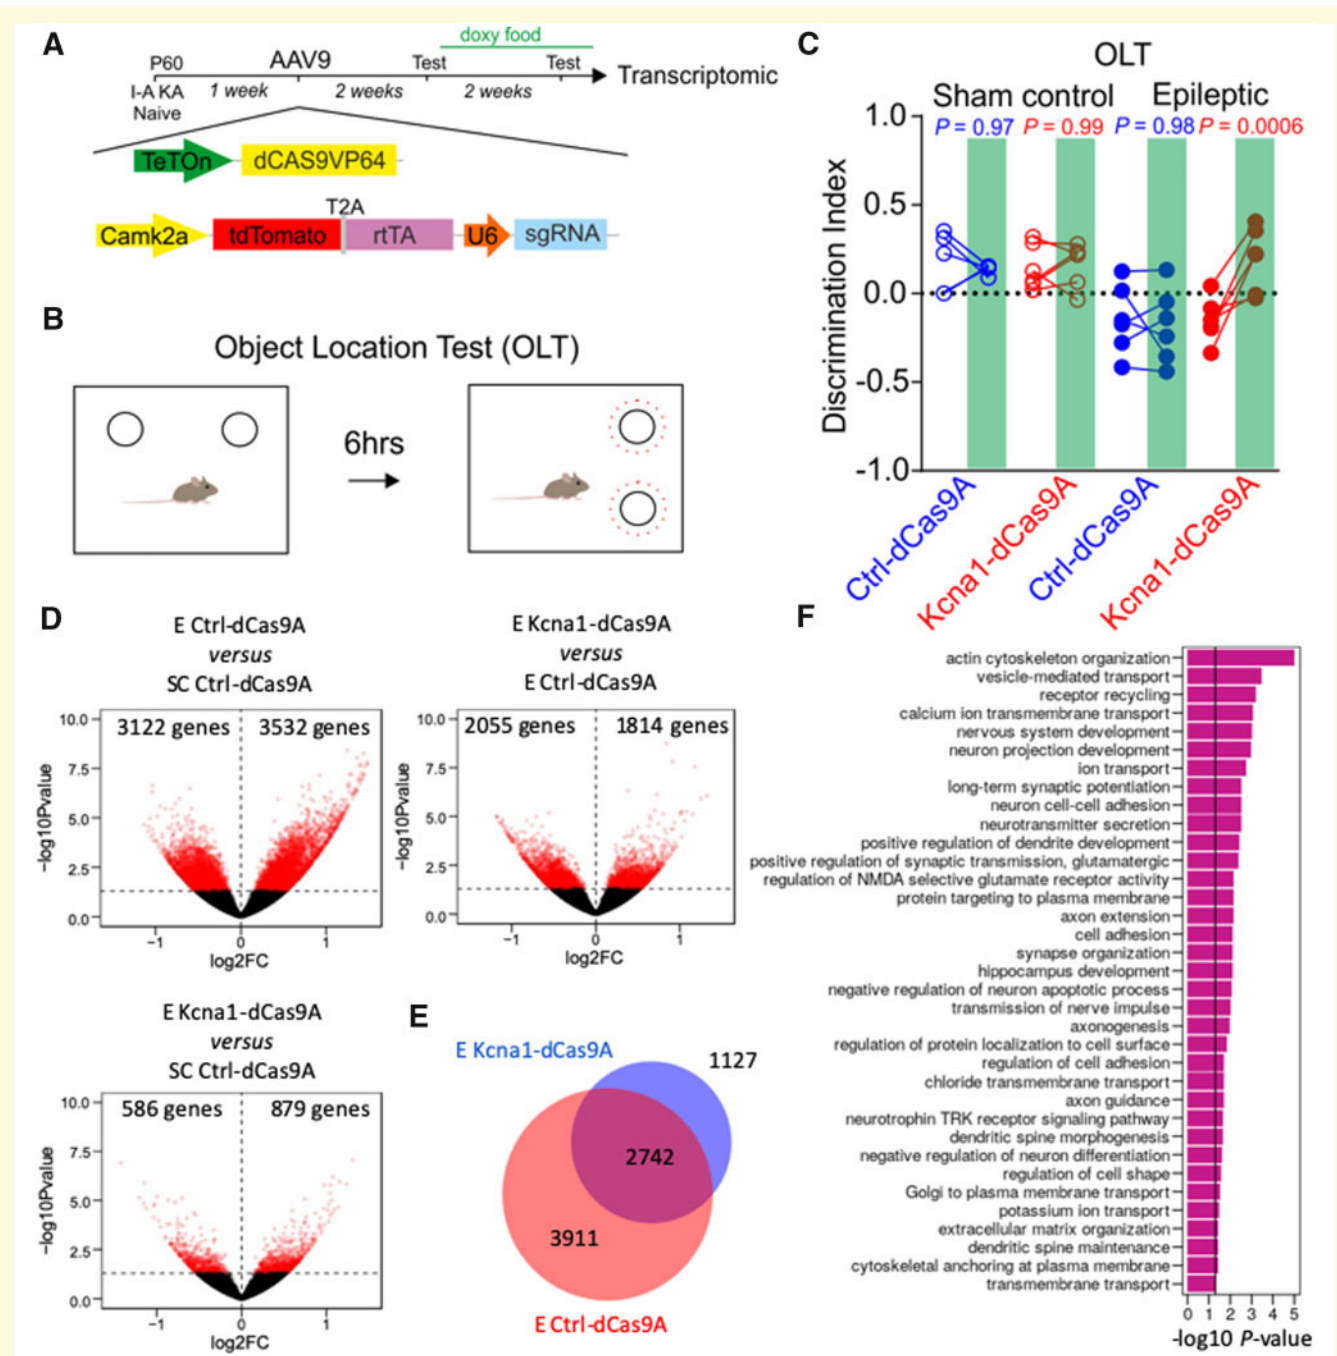 A
doxy food
P60
AAV9
Test
Test
Transcriptomic
I-A KA
1 week
2 weeks
2 weeks
Naive
TeTOn
dCAS9VP64
T2A
Camk2a
tdTomato
rtTA
U6
sgRNA
B
Object Location Test (OLT)
6hrs
C
OLT
Sham control
Epileptic
P = 0.97
P = 0.99
P = 0.98
P = 0.0006
Discrimination Index
1.0
0.5
0.0
-0.5
-1.0
Ctrl-dCas9A
Kcna1-dCas9A
Ctrl-dCas9A
Kcna1-dCas9A
D
E Ctrl-dCas9A
versus
SC Ctrl-dCas9A
3122 genes
3532 genes
−log10Pvalue
10.0
7.5
5.0
2.5
0.0
−1
0
1
log2FC
E Kcna1-dCas9A
versus
E Ctrl-dCas9A
2055 genes
1814 genes
−log10Pvalue
10.0
7.5
5.0
2.5
0.0
−1
0
1
log2FC
E Kcna1-dCas9A
versus
SC Ctrl-dCas9A
586 genes
879 genes
−log10Pvalue
10.0
7.5
5.0
2.5
0.0
−1
0
1
log2FC
E
E Kcna1-dCas9A
1127
2742
3911
E Ctrl-dCas9A
F
actin cytoskeleton organization
vesicle-mediated transport
receptor recycling
calcium ion transmembrane transport
nervous system development
neuron projection development
ion transport
long-term synaptic potentiation
neuron cell-cell adhesion
neurotransmitter secretion
positive regulation of dendrite development
positive regulation of synaptic transmission, glutamatergic
regulation of NMDA selective glutamate receptor activity
protein targeting to plasma membrane
axon extension
cell adhesion
synapse organization
hippocampus development
negative regulation of neuron apoptotic process
transmission of nerve impulse
axonogenesis
regulation of protein localization to cell surface
regulation of cell adhesion
chloride transmembrane transport
axon guidance
neurotrophin TRK receptor signaling pathway
dendritic spine morphogenesis
negative regulation of neuron differentiation
regulation of cell shape
Golgi to plasma membrane transport
potassium ion transport
extracellular matrix organization
dendritic spine maintenance
cytoskeletal anchoring at plasma membrane
transmembrane transport
0 1 2 3 4 5
-log10 P-value